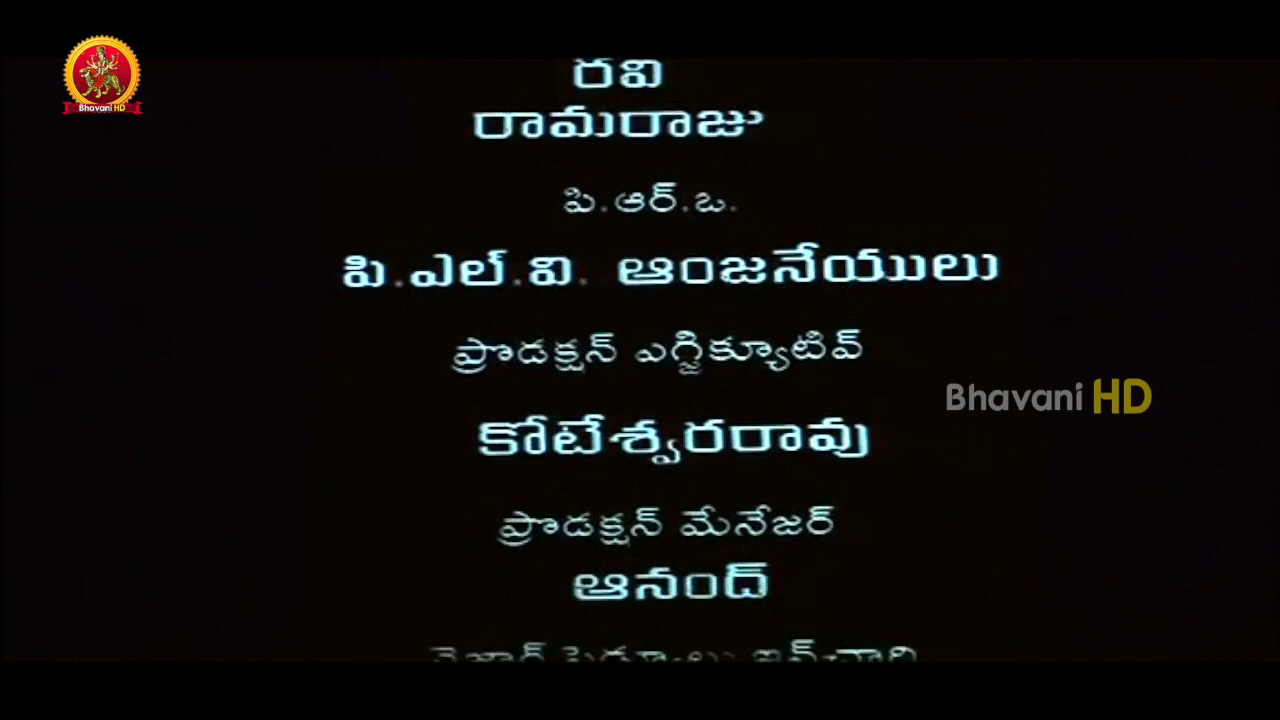 రవి
రామరాజు
పి.ఆర్.ఒ.
పి.ఎల్.వి. ఆంజనేయులు
ప్రొడక్షన్ ఎగ్జిక్యూటివ్
Bhavani HD
కోటేశ్వరరావు
ప్రొడక్షన్ మేనేజర్
ఆనంద్
Bhavani HD